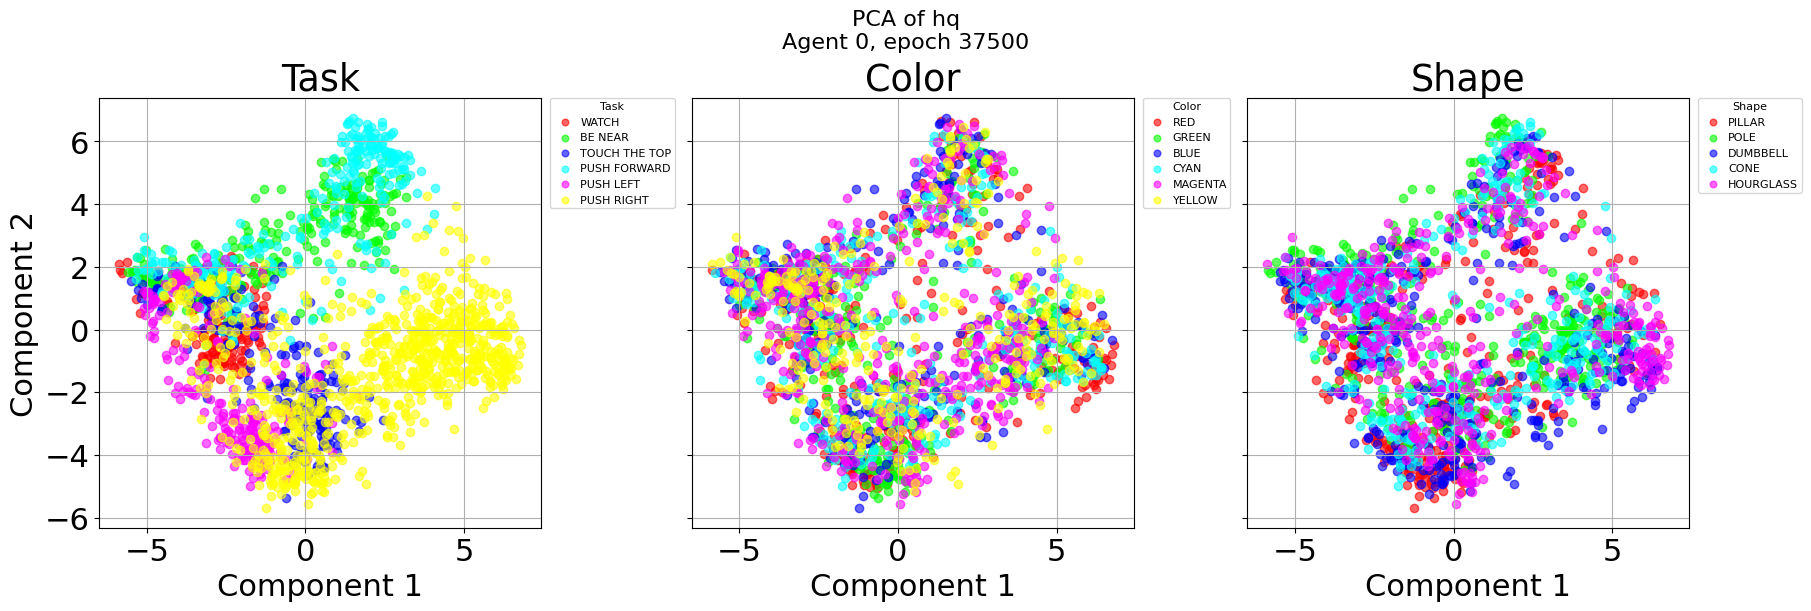 PCA of hq
Agent 0, epoch 37500
Task
Color
Shape
Component 2
6
4
2
0
−2
−4
−6
−5
0
5
Component 1
Task
WATCH
BE NEAR
TOUCH THE TOP
PUSH FORWARD
PUSH LEFT
PUSH RIGHT
−5
0
5
Component 1
Color
RED
GREEN
BLUE
CYAN
MAGENTA
YELLOW
−5
0
5
Component 1
Shape
PILLAR
POLE
DUMBBELL
CONE
HOURGLASS